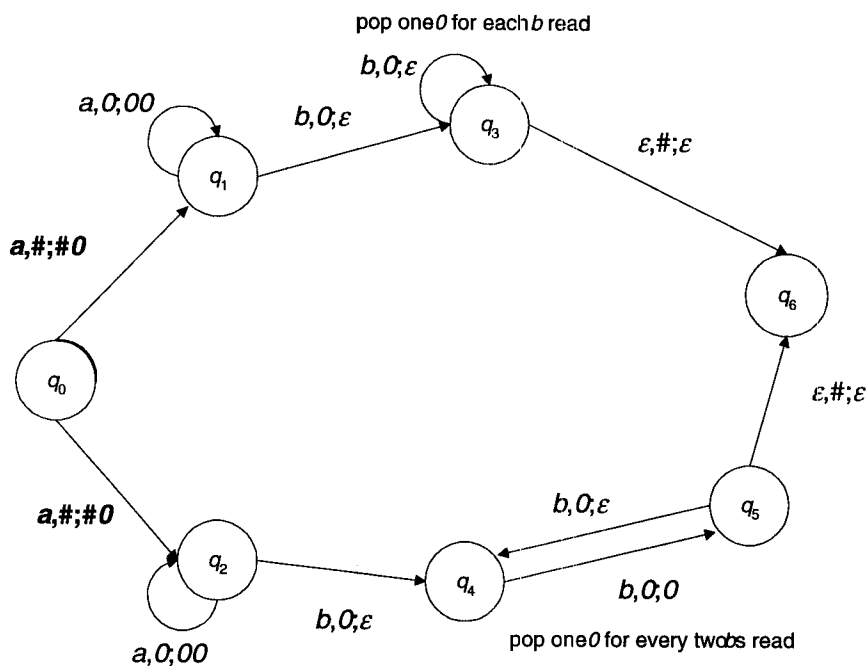 pop one 0 for each b read
b,0;ε
a,0;00
b,0;ε
q3
ε,#;ε
q1
a,#;#0
q6
q0
ε,#;ε
a,#;#0
b,0;ε
q5
q2
q4
b,0;ε
b,0;0
a,0;00
pop one 0 for every two bs read